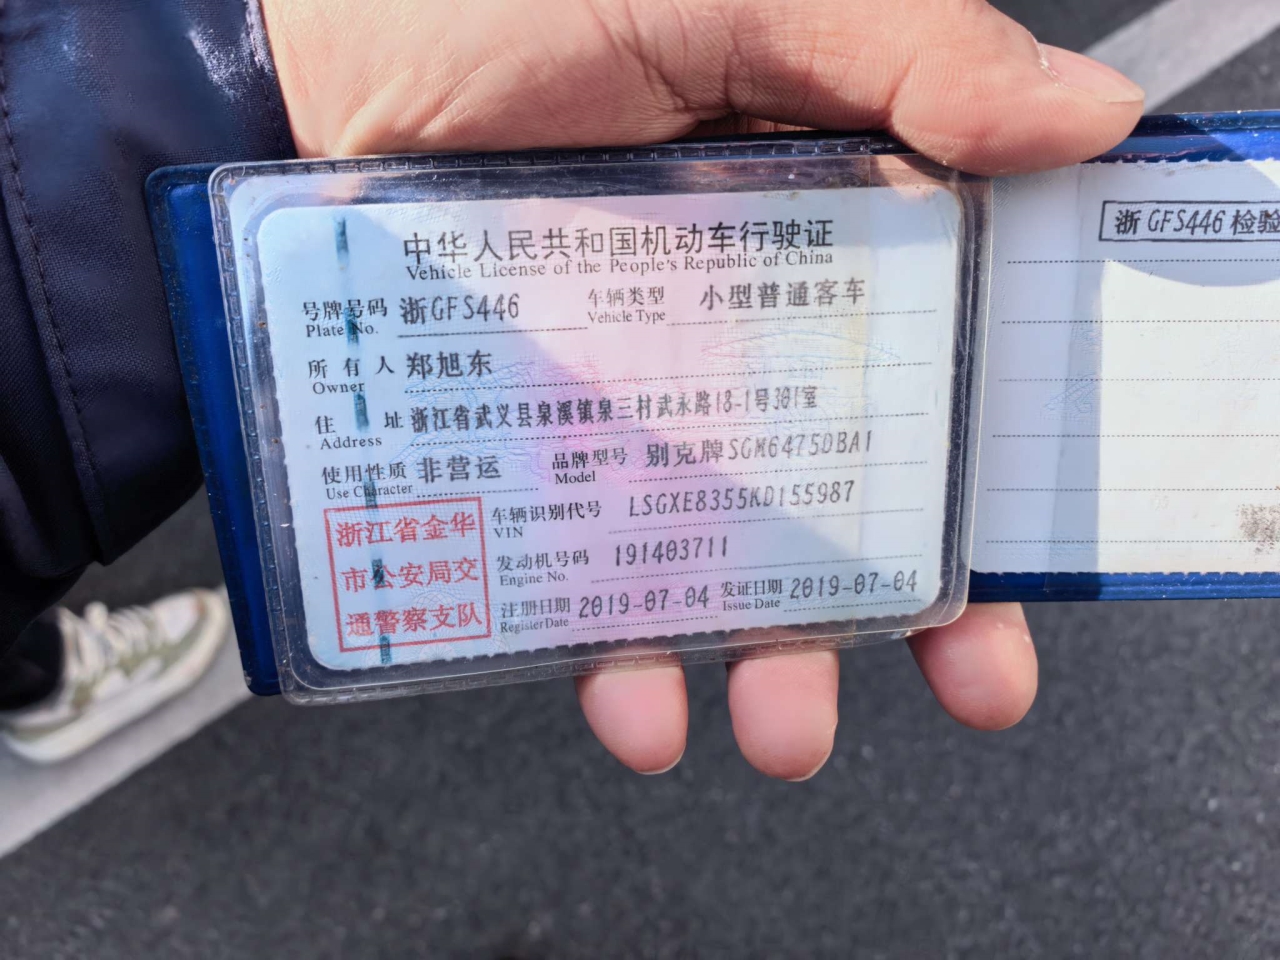 中华人民共和国机动车行驶证
Vehicle License of the People's Republic of China
号牌号码 浙GFS446 车辆类型 小型普通客车
Plate No. Vehicle Type
所有人 郑旭东
Owner
住址 浙江省武义县泉溪镇泉三村武永路18-1号301室
Address
使用性质 非营运 品牌型号 别克牌SGM6475DBA1
Use Character Model
浙江省金华
市公安局交
通警察支队
车辆识别代号 LSGXE8355KD155987
VIN
发动机号码 191403711
Engine No.
注册日期 2019-07-04 发证日期 2019-07-04
Register Date Issue Date
浙GFS446 检验